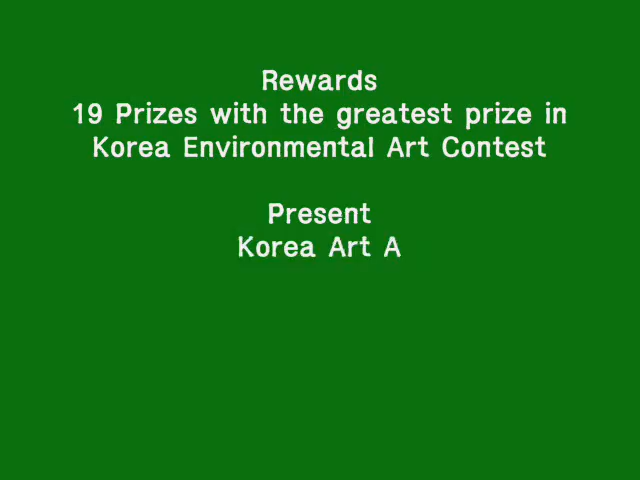 Rewards
19 Prizes with the greatest prize in
Korea Environmental Art Contest
Present
Korea Art A